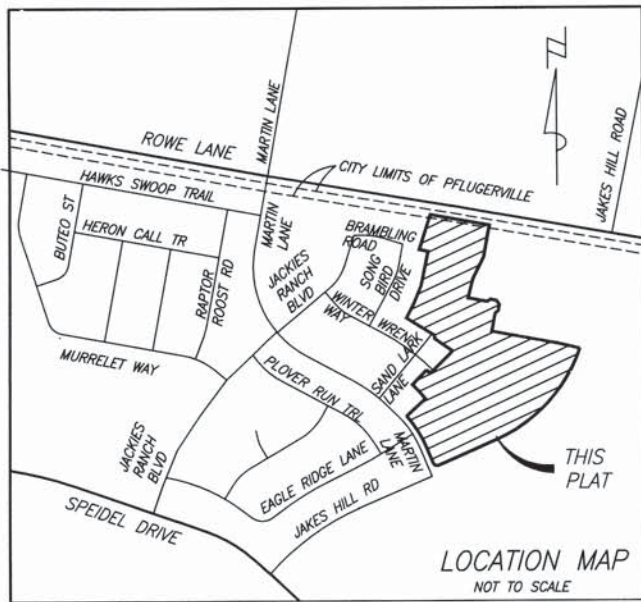 MARTIN LANE
N
ROWE LANE
JAKES HILL ROAD
CITY LIMITS OF PFLUGERVILLE
HAWKS SWOOP TRAIL
BUTEO ST
HERON CALL TR
MARTIN
LANE
BRAMBLING
ROAD
SONG
BIRD
DRIVE
JACKIES
RANCH
BLVD
RAPTOR
ROOST RD
WINTER WREN
WAY
MURRELET WAY
SAND LARK
LANE
PLOVER RUN TRL
JACKIES
RANCH
BLVD
MARTIN
LANE
EAGLE RIDGE LANE
THIS
PLAT
JAKES HILL RD
SPEIDEL DRIVE
LOCATION MAP
NOT TO SCALE